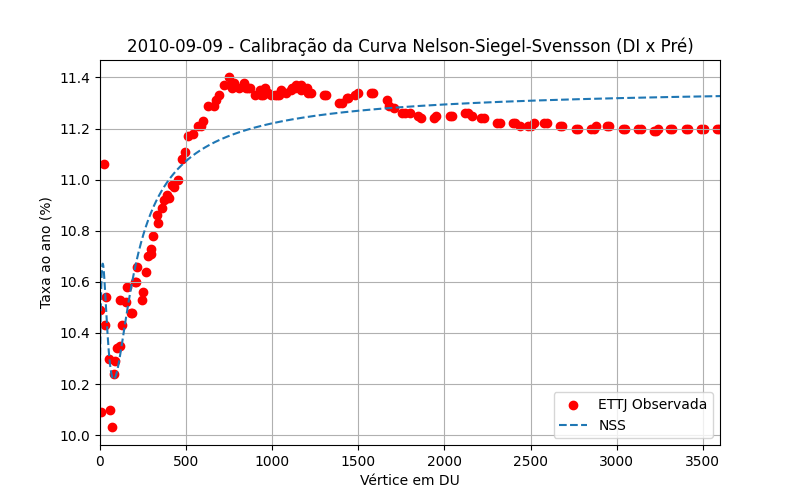 2010-09-09 - Calibração da Curva Nelson-Siegel-Svensson (DI x Pré)
Taxa ao ano (%)
11.4
11.2
11.0
10.8
10.6
10.4
10.2
10.0
0 500 1000 1500 2000 2500 3000 3500
Vértice em DU
ETTJ Observada
NSS